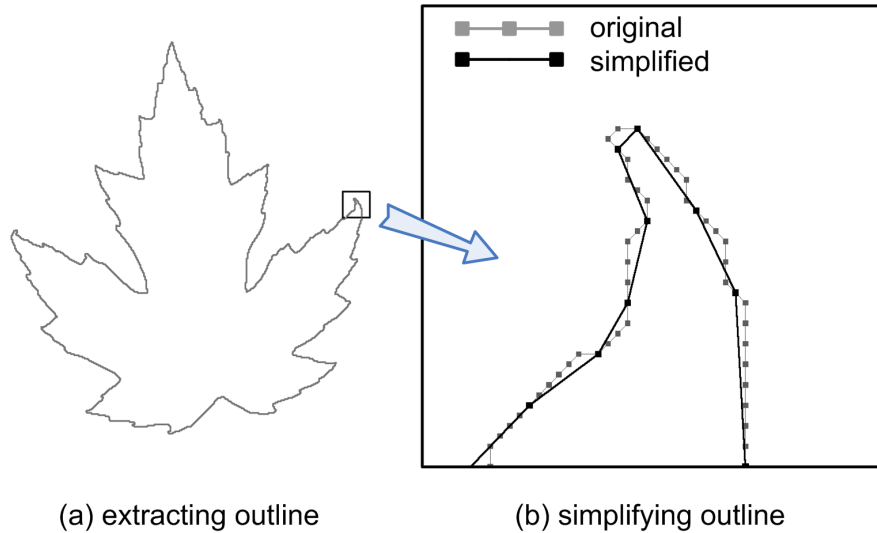 original
simplified
(a) extracting outline
(b) simplifying outline